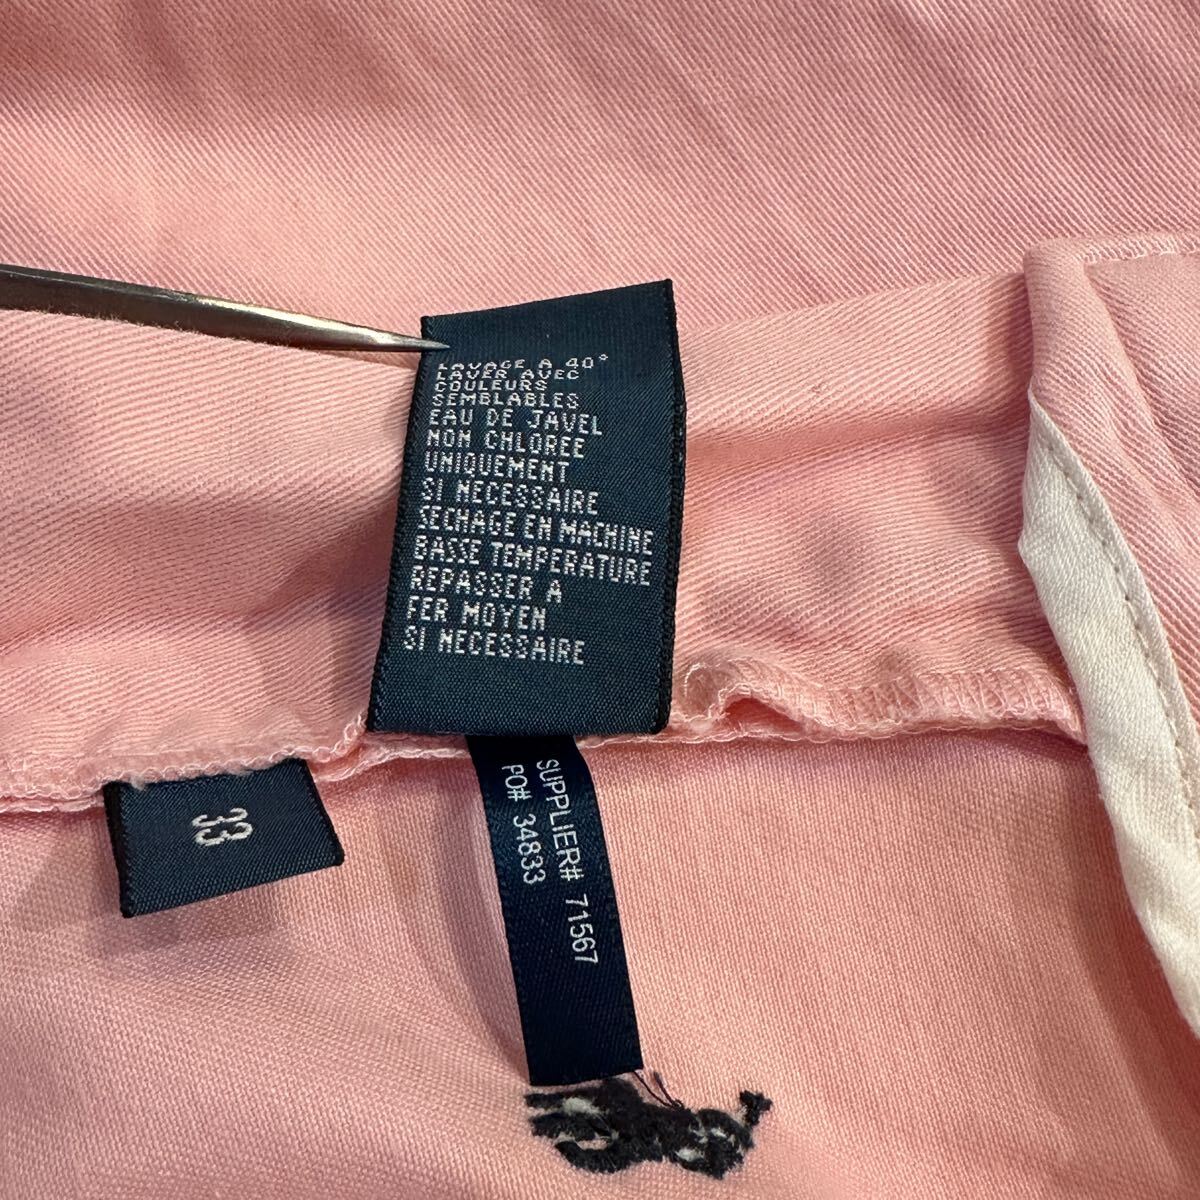 LAVAGE A 40°
LAVER AVEC
COULEURS
SEMBLABLES
EAU DE JAVEL
NON CHLOREE
UNIQUEMENT
SI NECESSAIRE
SECHAGE EN MACHINE
BASSE TEMPERATURE
REPASSER A
FER MOYEN
SI NECESSAIRE
33
SUPPLIER# 71567
PO# 34833